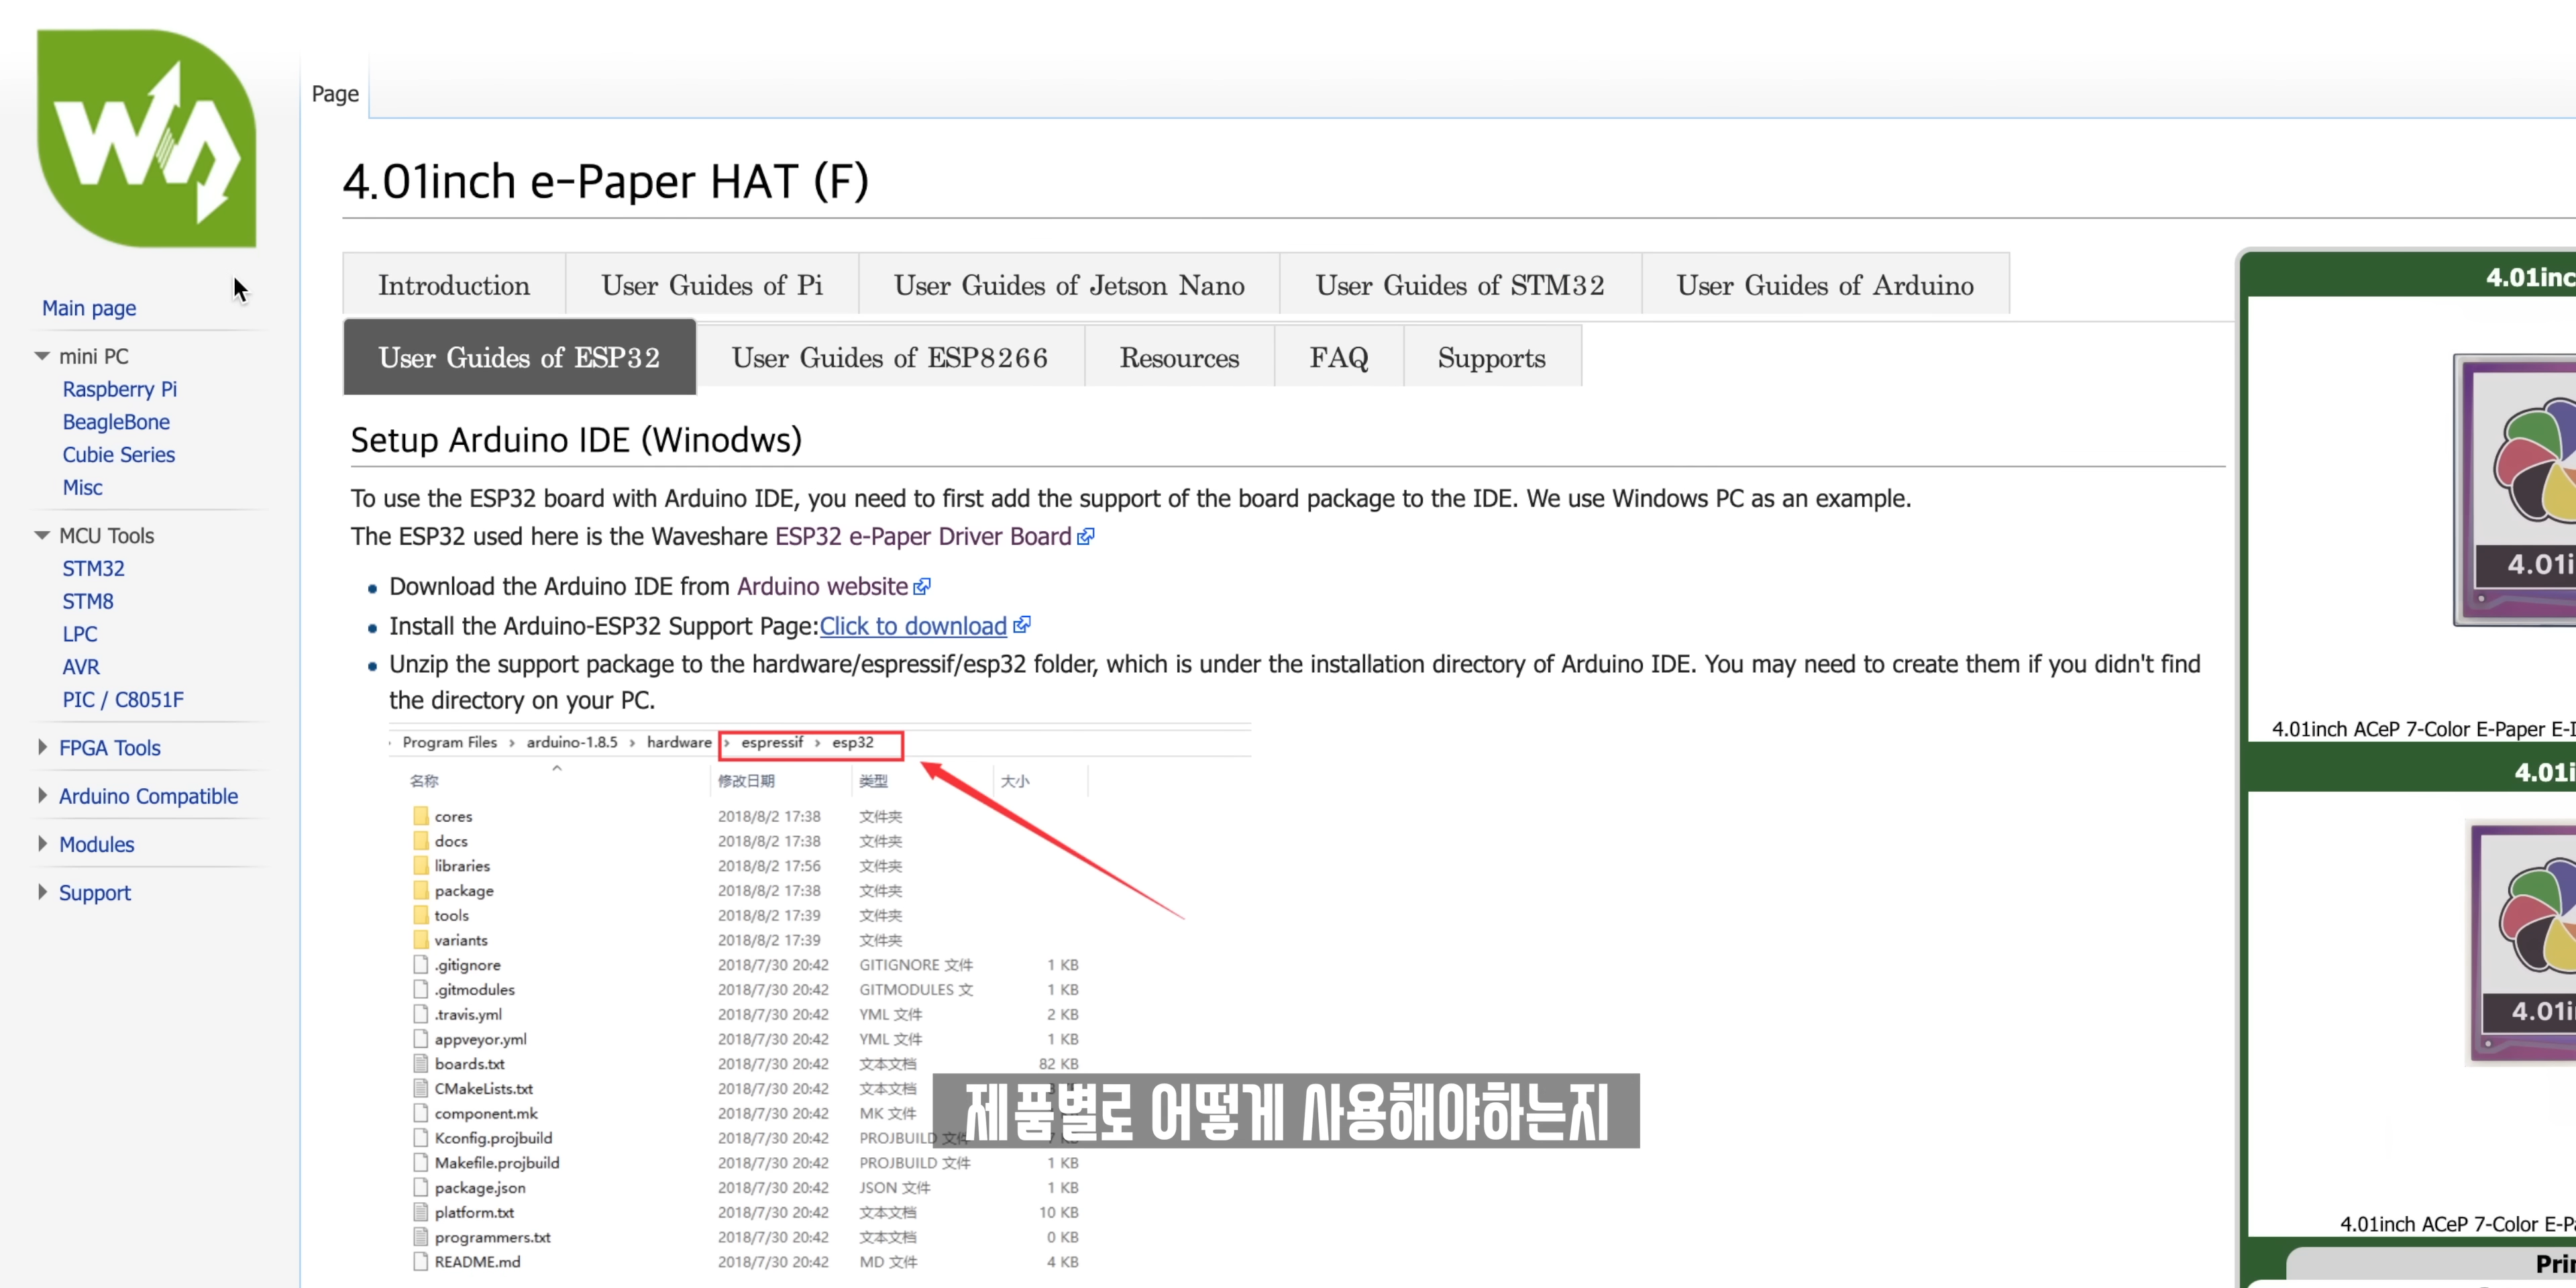 Page
4.01inch e-Paper HAT (F)
Introduction
User Guides of Pi
User Guides of Jetson Nano
User Guides of STM32
User Guides of Arduino
User Guides of ESP32
User Guides of ESP8266
Resources
FAQ
Supports
Main page
mini PC
Raspberry Pi
BeagleBone
Cubie Series
Misc
MCU Tools
STM32
STM8
LPC
AVR
PIC / C8051F
FPGA Tools
Arduino Compatible
Modules
Support
Setup Arduino IDE (Winodws)
To use the ESP32 board with Arduino IDE, you need to first add the support of the board package to the IDE. We use Windows PC as an example.
The ESP32 used here is the Waveshare ESP32 e-Paper Driver Board
Download the Arduino IDE from Arduino website
Install the Arduino-ESP32 Support Page:Click to download
Unzip the support package to the hardware/espressif/esp32 folder, which is under the installation directory of Arduino IDE. You may need to create them if you didn't find
the directory on your PC.
Program Files › arduino-1.8.5 › hardware › espressif › esp32
名称 修改日期 类型 大小
cores 2018/8/2 17:38 文件夹
docs 2018/8/2 17:38 文件夹
libraries 2018/8/2 17:56 文件夹
package 2018/8/2 17:38 文件夹
tools 2018/8/2 17:39 文件夹
variants 2018/8/2 17:39 文件夹
.gitignore 2018/7/30 20:42 GITIGNORE 文件 1 KB
.gitmodules 2018/7/30 20:42 GITMODULES 文 1 KB
.travis.yml 2018/7/30 20:42 YML 文件 2 KB
appveyor.yml 2018/7/30 20:42 YML 文件 1 KB
boards.txt 2018/7/30 20:42 文本文档 82 KB
CMakeLists.txt 2018/7/30 20:42 文本文档
component.mk 2018/7/30 20:42 MK 文件
Kconfig.projbuild 2018/7/30 20:42 PROJBUILD 文件
Makefile.projbuild 2018/7/30 20:42 PROJBUILD 文件 1 KB
package.json 2018/7/30 20:42 JSON 文件 1 KB
platform.txt 2018/7/30 20:42 文本文档 10 KB
programmers.txt 2018/7/30 20:42 文本文档 0 KB
README.md 2018/7/30 20:42 MD 文件 4 KB
제품별로 어떻게 사용해야하는지
4.01inc
4.01i
4.01inch ACeP 7-Color E-Paper E-I
4.01i
4.01i
4.01inch ACeP 7-Color E-P
Pri